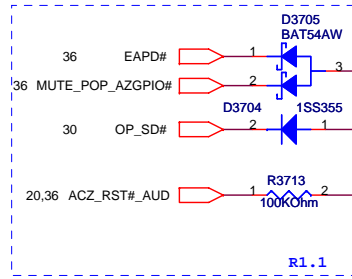 D3705
BAT54AW
36 EAPD# 1
3
36 MUTE_POP_AZGPIO# 2
D3704 1SS355
30 OP_SD# 2 1
R3713
20,36 ACZ_RST#_AUD 1 2
100KOhm
R1.1